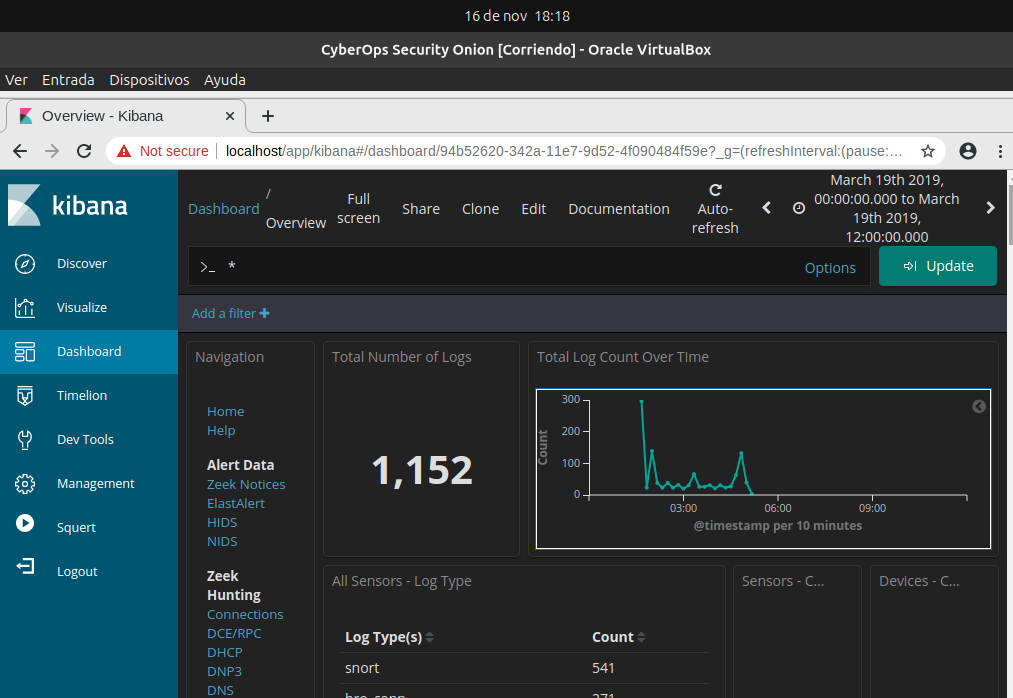 16 de nov 18:18
CyberOps Security Onion [Corriendo] - Oracle VirtualBox
Ver Entrada Dispositivos Ayuda
Overview - Kibana
Not secure localhost/app/kibana#/dashboard/94b52620-342a-11e7-9d52-4f090484f59e?_g=(refreshInterval:(pause:...
kibana
Discover
Visualize
Dashboard
Timelion
Dev Tools
Management
Squert
Logout
Dashboard
/
Overview
Full
screen
Share
Clone
Edit
Documentation
Auto-
refresh
March 19th 2019,
00:00:00.000 to March
19th 2019,
12:00:00.000
>_ *
Options
Update
Add a filter +
Navigation
Home
Help
Alert Data
Zeek Notices
ElastAlert
HIDS
NIDS
Zeek
Hunting
Connections
DCE/RPC
DHCP
DNP3
DNS
Total Number of Logs
1,152
Total Log Count Over TIme
300
200
100
0
Count
03:00 06:00 09:00
@timestamp per 10 minutes
All Sensors - Log Type
Log Type(s) Count
snort 541
bro_conn 271
Sensors - C...
Devices - C...